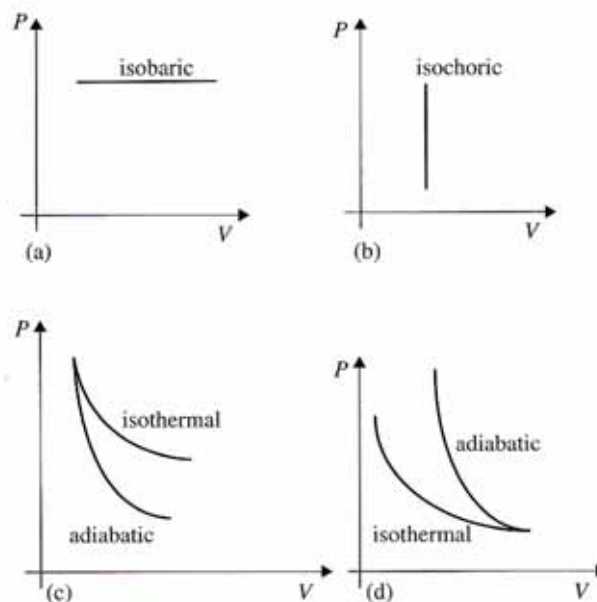 P
isobaric
V
(a)
P
isochoric
V
(b)
P
isothermal
adiabatic
V
(c)
P
adiabatic
isothermal
V
(d)